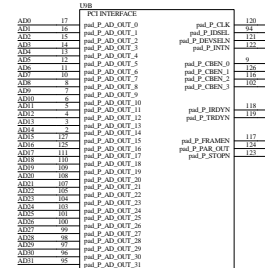 U9B
PCI INTERFACE
AD0 17 pad_P_AD_OUT_0 pad_P_CLK 120
AD1 16 pad_P_AD_OUT_1 pad_P_IDSEL 94
AD2 15 pad_P_AD_OUT_2 pad_P_DEVSELN 121
AD3 14 pad_P_AD_OUT_3 pad_P_INTN 122
AD4 13 pad_P_AD_OUT_4
AD5 12 pad_P_AD_OUT_5 pad_P_CBEN_0 9
AD6 11 pad_P_AD_OUT_6 pad_P_CBEN_1 126
AD7 10 pad_P_AD_OUT_7 pad_P_CBEN_2 116
AD8 8 pad_P_AD_OUT_8 pad_P_CBEN_3 102
AD9 7 pad_P_AD_OUT_9
AD10 6 pad_P_AD_OUT_10
AD11 5 pad_P_AD_OUT_11 pad_P_IRDYN 118
AD12 4 pad_P_AD_OUT_12 pad_P_TRDYN 119
AD13 3 pad_P_AD_OUT_13
AD14 2 pad_P_AD_OUT_14
AD15 127 pad_P_AD_OUT_15 pad_P_FRAMEN 117
AD16 125 pad_P_AD_OUT_16 pad_P_PAR_OUT 124
AD17 111 pad_P_AD_OUT_17 pad_P_STOPN 123
AD18 110 pad_P_AD_OUT_18
AD19 109 pad_P_AD_OUT_19
AD20 108 pad_P_AD_OUT_20
AD21 107 pad_P_AD_OUT_21
AD22 105 pad_P_AD_OUT_22
AD23 104 pad_P_AD_OUT_23
AD24 103 pad_P_AD_OUT_24
AD25 101 pad_P_AD_OUT_25
AD26 100 pad_P_AD_OUT_26
AD27 99 pad_P_AD_OUT_27
AD28 98 pad_P_AD_OUT_28
AD29 97 pad_P_AD_OUT_29
AD30 96 pad_P_AD_OUT_30
AD31 95 pad_P_AD_OUT_31